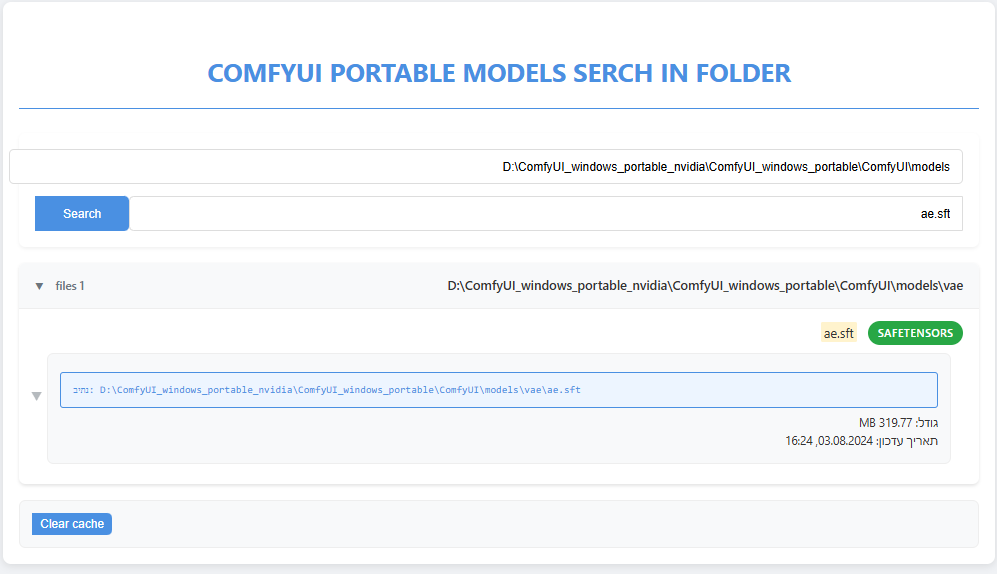 COMFYUI PORTABLE MODELS SERCH IN FOLDER
D:\ComfyUI_windows_portable_nvidia\ComfyUI_windows_portable\ComfyUI\models
Search
ae.sft
▼ files 1
D:\ComfyUI_windows_portable_nvidia\ComfyUI_windows_portable\ComfyUI\models\vae
ae.sft SAFETENSORS
נתיב: D:\ComfyUI_windows_portable_nvidia\ComfyUI_windows_portable\ComfyUI\models\vae\ae.sft
גודל: 319.77 MB
תאריך עדכון: 03.08.2024, 16:24
Clear cache